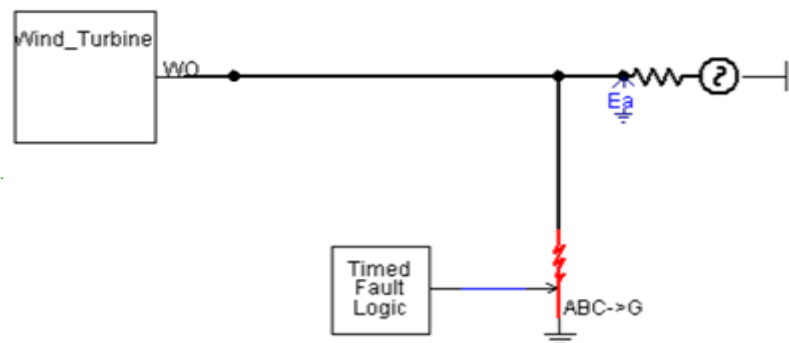 Wind_Turbine
WO
Ea
Timed
Fault
Logic
ABC->G